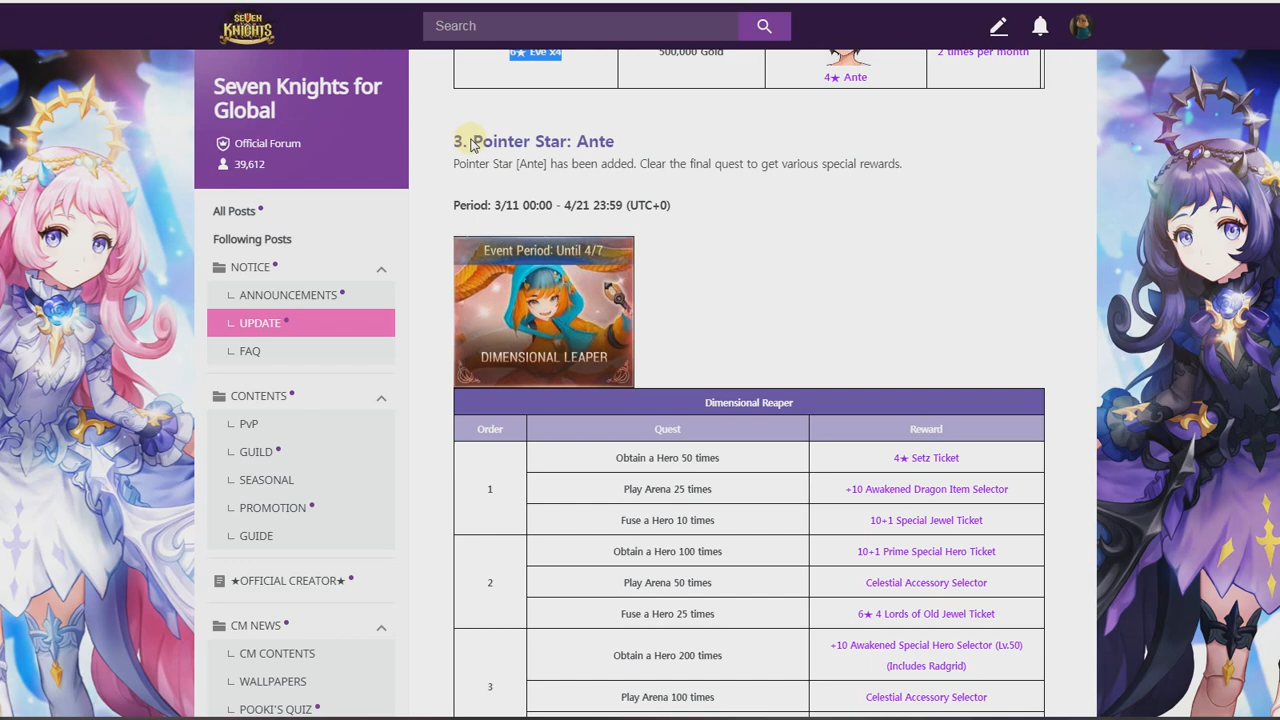 SEVEN KNIGHTS
Search
Seven Knights for
Global
Official Forum
39,612
All Posts
Following Posts
NOTICE
ANNOUNCEMENTS
UPDATE
FAQ
CONTENTS
PvP
GUILD
SEASONAL
PROMOTION
GUIDE
★OFFICIAL CREATOR★
CM NEWS
CM CONTENTS
WALLPAPERS
POOKI'S QUIZ
6★ Eve x4
500,000 Gold
4★ Ante
2 times per month
3. Pointer Star: Ante
Pointer Star [Ante] has been added. Clear the final quest to get various special rewards.
Period: 3/11 00:00 - 4/21 23:59 (UTC+0)
Event Period: Until 4/7
DIMENSIONAL LEAPER
Dimensional Reaper
Order Quest Reward
1
Obtain a Hero 50 times 4★ Setz Ticket
Play Arena 25 times +10 Awakened Dragon Item Selector
Fuse a Hero 10 times 10+1 Special Jewel Ticket
2
Obtain a Hero 100 times 10+1 Prime Special Hero Ticket
Play Arena 50 times Celestial Accessory Selector
Fuse a Hero 25 times 6★ 4 Lords of Old Jewel Ticket
3
Obtain a Hero 200 times +10 Awakened Special Hero Selector (Lv.50)
(Includes Radgrid)
Play Arena 100 times Celestial Accessory Selector